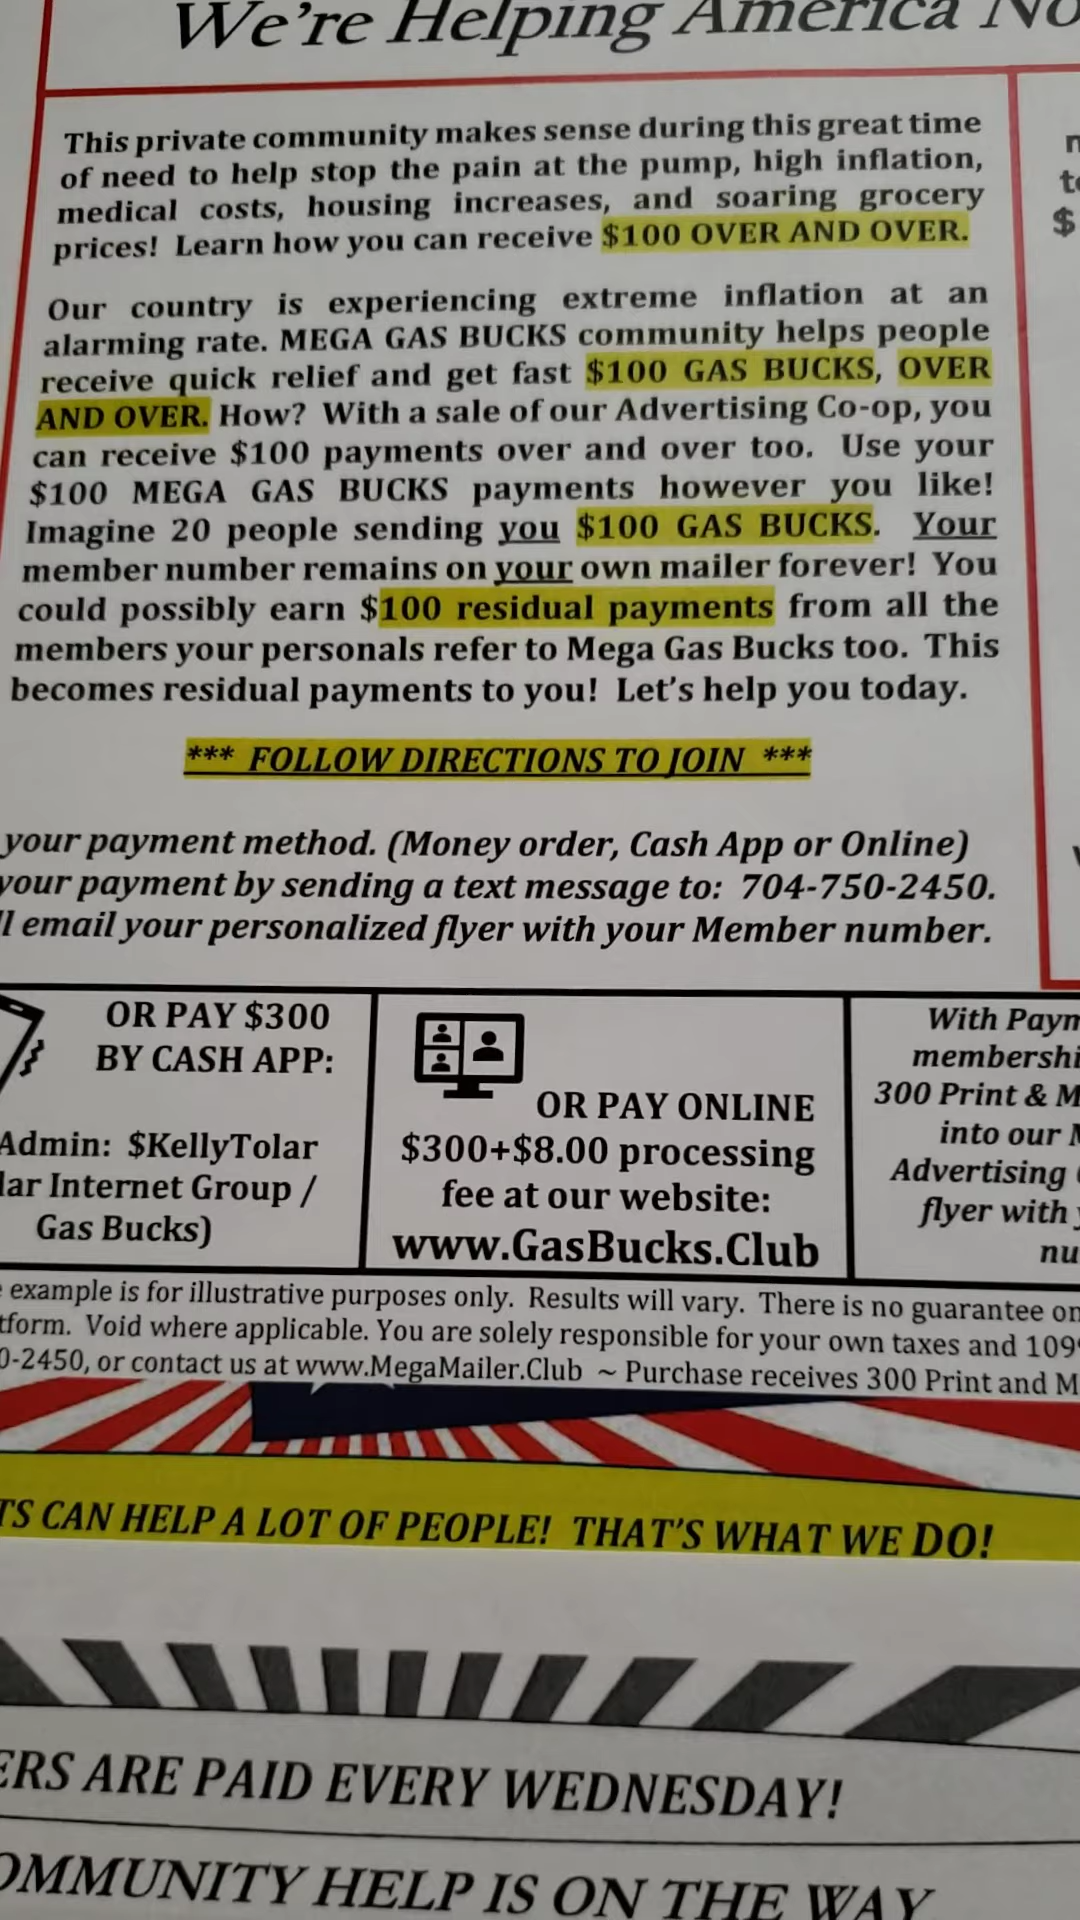 We're Helping America
This private community makes sense during this great time
of need to help stop the pain at the pump, high inflation,
medical costs, housing increases, and soaring grocery
prices! Learn how you can receive $100 OVER AND OVER.
Our country is experiencing extreme inflation at an
alarming rate. MEGA GAS BUCKS community helps people
receive quick relief and get fast $100 GAS BUCKS, OVER
AND OVER. How? With a sale of our Advertising Co-op, you
can receive $100 payments over and over too. Use your
$100 MEGA GAS BUCKS payments however you like!
Imagine 20 people sending you $100 GAS BUCKS. Your
member number remains on your own mailer forever! You
could possibly earn $100 residual payments from all the
members your personals refer to Mega Gas Bucks too. This
becomes residual payments to you! Let's help you today.
$
*** FOLLOW DIRECTIONS TO JOIN ***
your payment method. (Money order, Cash App or Online)
your payment by sending a text message to: 704-750-2450.
email your personalized flyer with your Member number.
OR PAY $300
BY CASH APP:
Admin: $KellyTolar
lar Internet Group /
Gas Bucks)
OR PAY ONLINE
$300+$8.00 processing
fee at our website:
www.GasBucks.Club
With Paym
membershi
300 Print & M
into our M
Advertising
flyer with
nu
example is for illustrative purposes only. Results will vary. There is no guarantee on
tform. Void where applicable. You are solely responsible for your own taxes and 109
0-2450, or contact us at www.MegaMailer.Club ~ Purchase receives 300 Print and M
TS CAN HELP A LOT OF PEOPLE! THAT'S WHAT WE DO!
ERS ARE PAID EVERY WEDNESDAY!
OMMUNITY HELP IS ON THE WAY